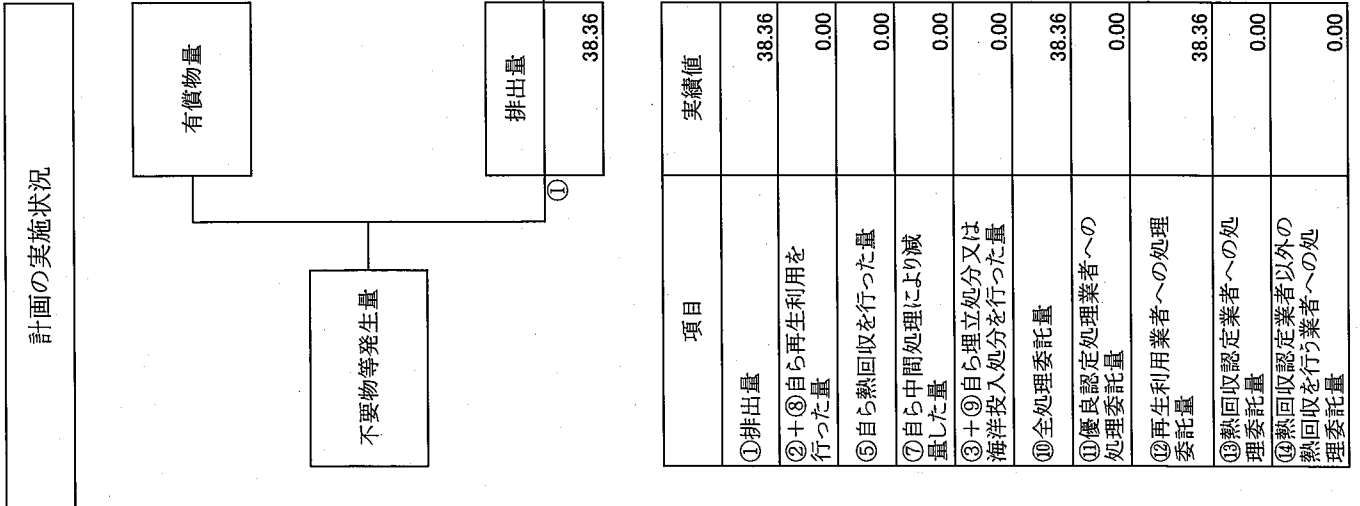 計画の実施状況
有償物量
不要物等発生量
排出量
①
38.36
項目
実績値
①排出量
38.36
②+⑧自ら再生利用を
行った量
0.00
⑤自ら熱回収を行った量
0.00
⑦自ら中間処理により減
量した量
0.00
③+⑨自ら埋立処分又は
海洋投入処分を行った量
0.00
⑩全処理委託量
38.36
⑪優良認定処理業者への
処理委託量
0.00
⑫再生利用業者への処理
委託量
38.36
⑬熱回収認定業者への処
理委託量
0.00
⑭熱回収認定業者以外の
熱回収を行う業者への処
理委託量
0.00